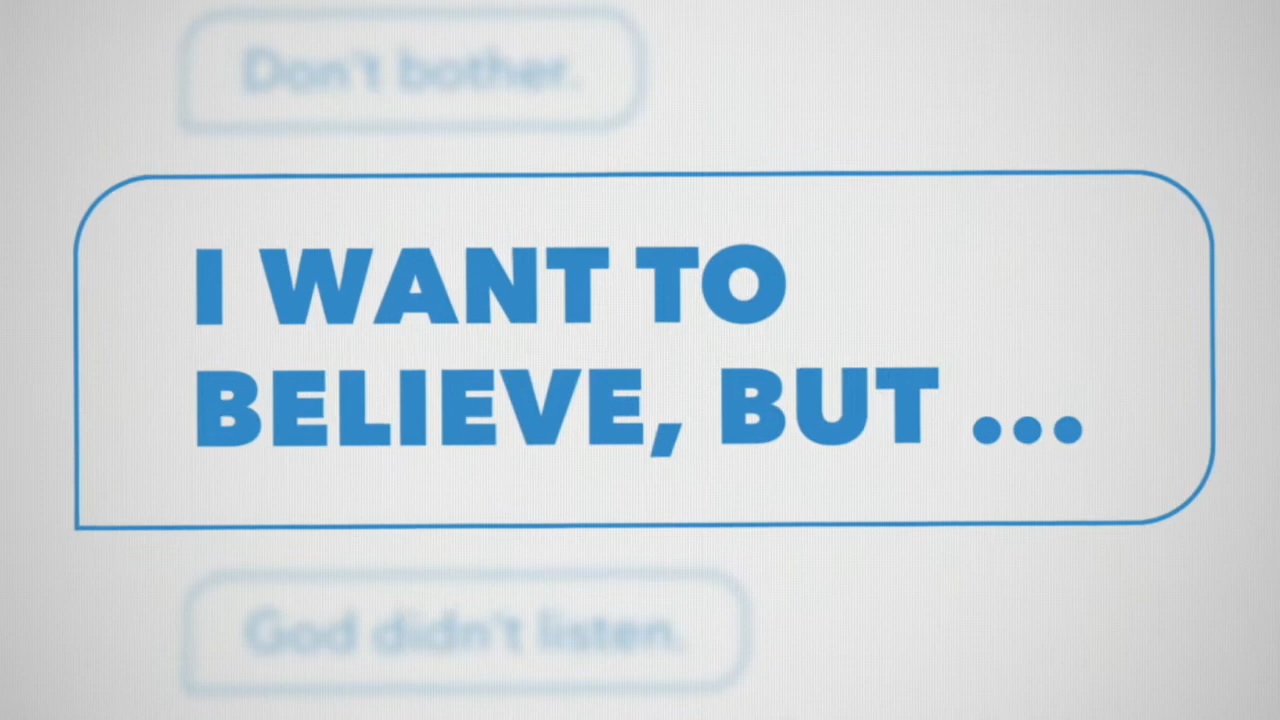 Don't bother.
I WANT TO
BELIEVE, BUT ...
God didn't listen.